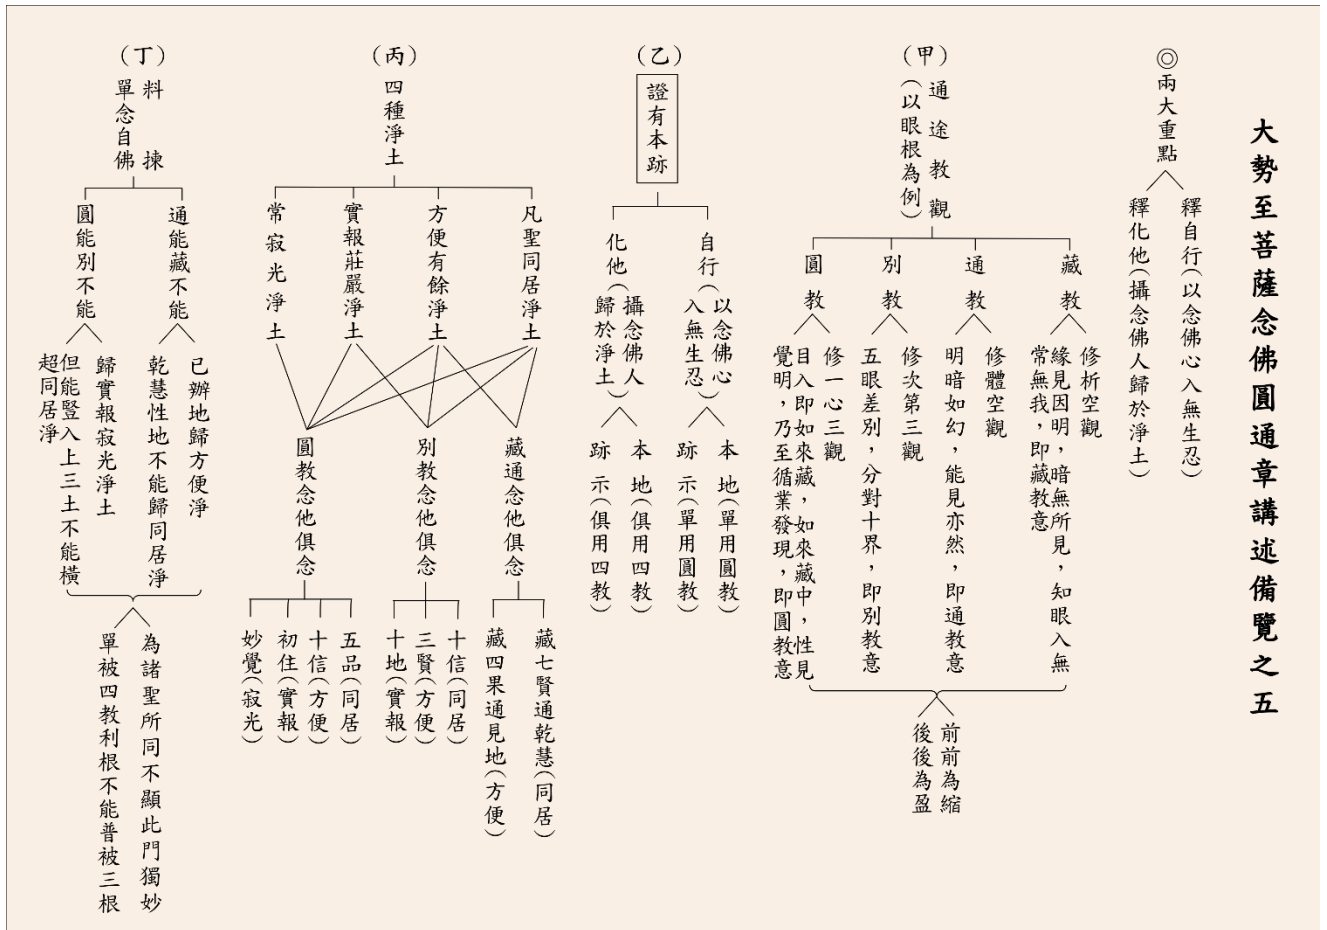 大勢至菩薩念佛圓通章講述備覽之五
◎兩大重點
釋自行(以念佛心入無生忍)
釋化他(攝念佛人歸於淨土)
(甲)
通途教觀
(以眼根為例)
藏教
修析空觀
緣見因明,暗無所見,知眼入無
常無我,即藏教意
通教
修體空觀
明暗如幻,能見亦然,即通教意
別教
修次第三觀
五眼差別,分對十界,即別教意
圓教
修一心三觀
目入即如來藏,如來藏中,性見
覺明,乃至循業發現,即圓教意
前前為縮
後後為盈
(乙)
證有本跡
自行(以念佛心
入無生忍)
本地(單用圓教)
跡示(單用圓教)
化他(攝念佛人
歸於淨土)
本地(俱用四教)
跡示(俱用四教)
(丙)
四種淨土
凡聖同居淨土
方便有餘淨土
實報莊嚴淨土
常寂光淨土
藏通念他俱念
藏七賢通乾慧(同居)
藏四果通見地(方便)
別教念他俱念
十信(同居)
三賢(方便)
十地(實報)
圓教念他俱念
五品(同居)
十信(方便)
初住(實報)
妙覺(寂光)
(丁)
料揀
單念自佛
通能藏不能
已辦地歸方便淨
乾慧性地不能歸同居淨
圓能別不能
歸實報寂光淨土
但能豎入上三土不能橫
超同居淨
為諸聖所同不顯此門獨妙
單被四教利根不能普被三根